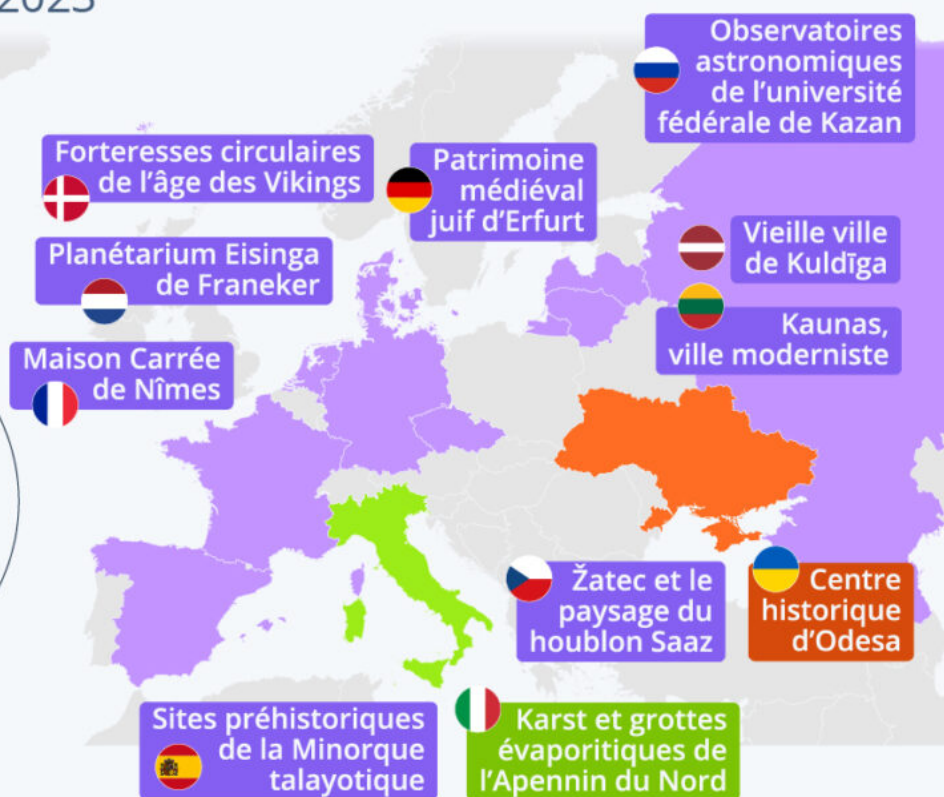 2023
Observatoires
astronomiques
de l'université
fédérale de Kazan
Forteresses circulaires
de l'âge des Vikings
Patrimoine
médiéval
juif d'Erfurt
Planétarium Eisinga
de Franeker
Vieille ville
de Kuldīga
Kaunas,
ville moderniste
Maison Carrée
de Nîmes
Žatec et le
paysage du
houblon Saaz
Centre
historique
d'Odesa
Sites préhistoriques
de la Minorque
talayotique
Karst et grottes
évaporitiques de
l'Apennin du Nord